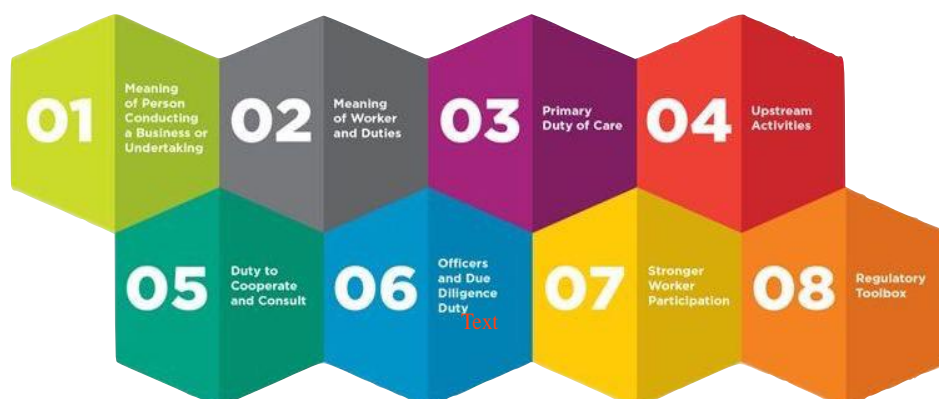 01
Meaning
of Person
Conducting
a Business or
Undertaking
02
Meaning
of Worker
and Duties
03
Primary
Duty of Care
04
Upstream
Activities
05
Duty to
Cooperate
and Consult
06
Officers
and Due
Diligence
Duty
Text
07
Stronger
Worker
Participation
08
Regulatory
Toolbox